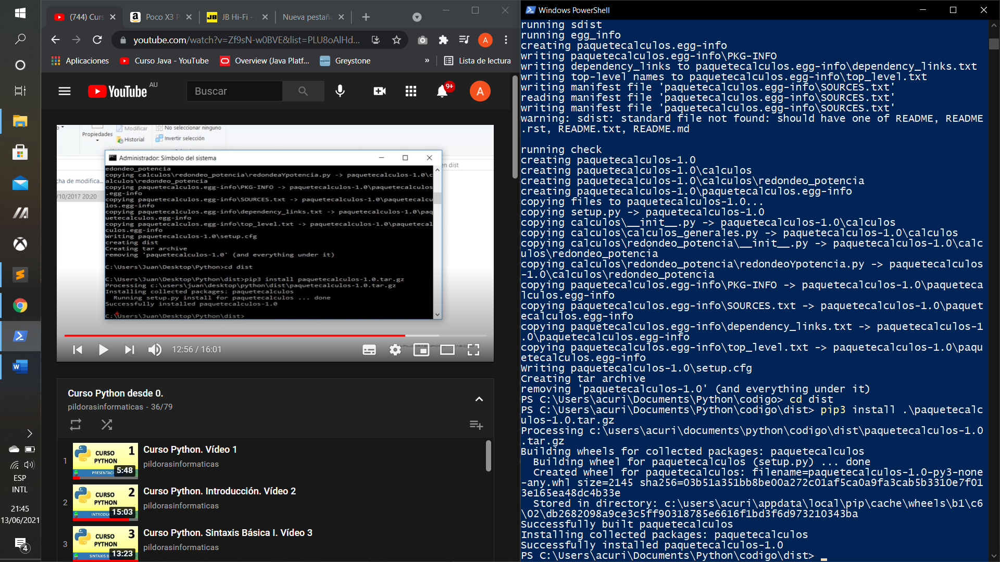 (744) Curs
Poco X3 P
JB Hi-Fi -
Nueva pestaña
youtube.com/watch?v=Zf9sN-w0BVE&list=PLU8oAlHd...
Aplicaciones
Curso Java - YouTube
Overview (Java Platf...
Greystone
»
Lista de lectura
YouTube AU
Buscar
9+
A
Propiedades
Modificar
Historial
No seleccionar ninguno
Invertir selección
en dist
cha de modifica...
/10/2017 20:20
Administrador: Símbolo del sistema
edondeo_potencia
copying calculos\redondeo_potencia\redondeaYpotencia.py -> paquetecalculos-1.0\c
alculos\redondeo_potencia
copying paquetecalculos.egg-info\PKG-INFO -> paquetecalculos-1.0\paquetecalculos
.egg-info
copying paquetecalculos.egg-info\SOURCES.txt -> paquetecalculos-1.0\paquetecalcu
los.egg-info
copying paquetecalculos.egg-info\dependency_links.txt -> paquetecalculos-1.0\paq
uetecalculos.egg-info
copying paquetecalculos.egg-info\top_level.txt -> paquetecalculos-1.0\paquetecal
culos.egg-info
Writing paquetecalculos-1.0\setup.cfg
creating dist
Creating tar archive
removing 'paquetecalculos-1.0' (and everything under it)
C:\Users\Juan\Desktop\Python>cd dist
C:\Users\Juan\Desktop\Python\dist>pip3 install paquetecalculos-1.0.tar.gz
Processing c:\users\juan\desktop\python\dist\paquetecalculos-1.0.tar.gz
Installing collected packages: paquetecalculos
Running setup.py install for paquetecalculos ... done
Successfully installed paquetecalculos-1.0
C:\Users\Juan\Desktop\Python\dist>
12:56 / 16:01
Curso Python desde 0.
pildorasinformaticas - 36/79
1
CURSO PYTHON 1
5:48
Curso Python. Vídeo 1
pildorasinformaticas
2
CURSO PYTHON 2
15:03
Curso Python. Introducción. Vídeo 2
pildorasinformaticas
3
CURSO PYTHON 3
SINTAXIS BA
13:23
Curso Python. Sintaxis Básica I. Vídeo 3
pildorasinformaticas
ESP
INTL
21:45
13/06/2021
4
Windows PowerShell
running sdist
running egg_info
creating paquetecalculos.egg-info
writing paquetecalculos.egg-info\PKG-INFO
writing dependency_links to paquetecalculos.egg-info\dependency_links.txt
writing top-level names to paquetecalculos.egg-info\top_level.txt
writing manifest file 'paquetecalculos.egg-info\SOURCES.txt'
reading manifest file 'paquetecalculos.egg-info\SOURCES.txt'
writing manifest file 'paquetecalculos.egg-info\SOURCES.txt'
warning: sdist: standard file not found: should have one of README, README
.rst, README.txt, README.md
running check
creating paquetecalculos-1.0
creating paquetecalculos-1.0\calculos
creating paquetecalculos-1.0\calculos\redondeo_potencia
creating paquetecalculos-1.0\paquetecalculos.egg-info
copying files to paquetecalculos-1.0...
copying setup.py -> paquetecalculos-1.0
copying calculos\__init__.py -> paquetecalculos-1.0\calculos
copying calculos\calculos_generales.py -> paquetecalculos-1.0\calculos
copying calculos\redondeo_potencia\__init__.py -> paquetecalculos-1.0\calc
ulos\redondeo_potencia
copying calculos\redondeo_potencia\redondeoYpotencia.py -> paquetecalculos
-1.0\calculos\redondeo_potencia
copying paquetecalculos.egg-info\PKG-INFO -> paquetecalculos-1.0\paqueteca
lculos.egg-info
copying paquetecalculos.egg-info\SOURCES.txt -> paquetecalculos-1.0\paquet
ecalculos.egg-info
copying paquetecalculos.egg-info\dependency_links.txt -> paquetecalculos-1
.0\paquetecalculos.egg-info
copying paquetecalculos.egg-info\top_level.txt -> paquetecalculos-1.0\paqu
etecalculos.egg-info
Writing paquetecalculos-1.0\setup.cfg
Creating tar archive
removing 'paquetecalculos-1.0' (and everything under it)
PS C:\Users\acuri\Documents\Python\codigo> cd dist
PS C:\Users\acuri\Documents\Python\codigo\dist> pip3 install .\paquetecalc
ulos-1.0.tar.gz
Processing c:\users\acuri\documents\python\codigo\dist\paquetecalculos-1.0
.tar.gz
Building wheels for collected packages: paquetecalculos
Building wheel for paquetecalculos (setup.py) ... done
Created wheel for paquetecalculos: filename=paquetecalculos-1.0-py3-none
-any.whl size=2145 sha256=03b51a351bb8be00a272c01af5ca0a9fa3cab5b3310e7f01
3e165ea48dc4b33e
Stored in directory: c:\users\acuri\appdata\local\pip\cache\wheels\b1\c6
\02\db2682098a9ce3c5ff90318785e6616f1bd3f6d973210343ba
Successfully built paquetecalculos
Installing collected packages: paquetecalculos
Successfully installed paquetecalculos-1.0
PS C:\Users\acuri\Documents\Python\codigo\dist>